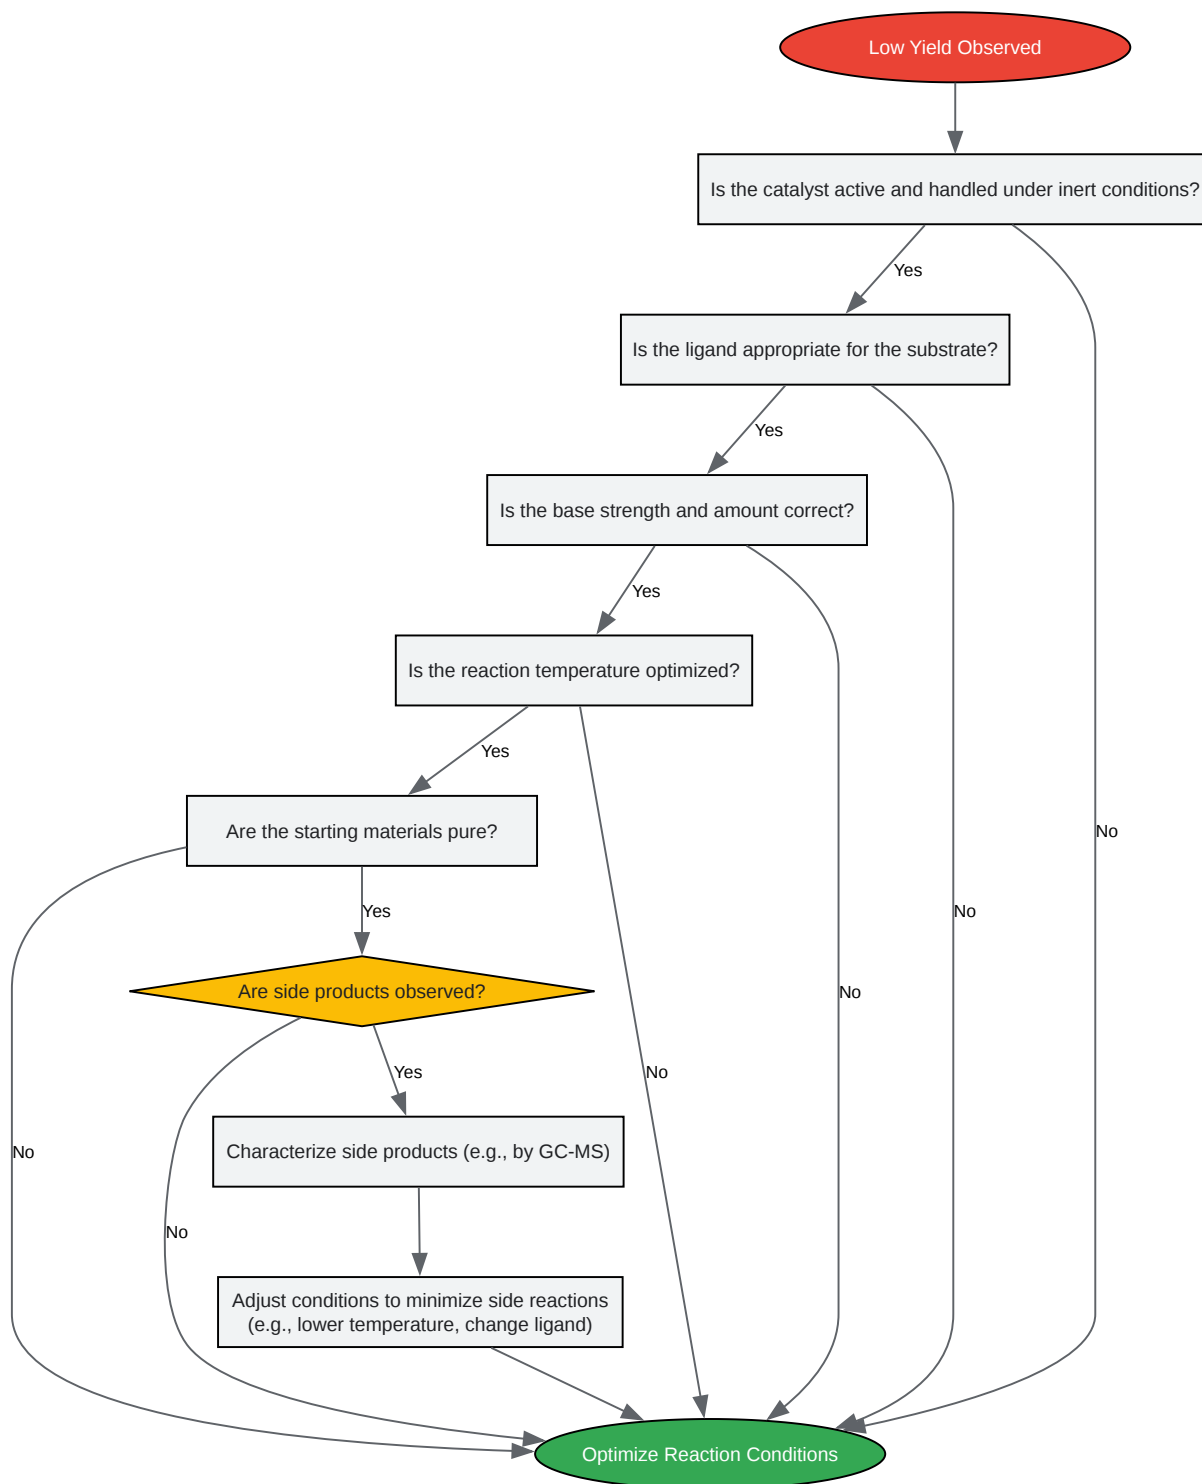 Low Yield Observed
Is the catalyst active and handled under inert conditions?
Yes
Is the ligand appropriate for the substrate?
Yes
Is the base strength and amount correct?
Yes
Is the reaction temperature optimized?
Yes
Are the starting materials pure?
No
Yes
No
Are side products observed?
No
Yes
No
Characterize side products (e.g., by GC-MS)
No
No
Adjust conditions to minimize side reactions
(e.g., lower temperature, change ligand)
Optimize Reaction Conditions